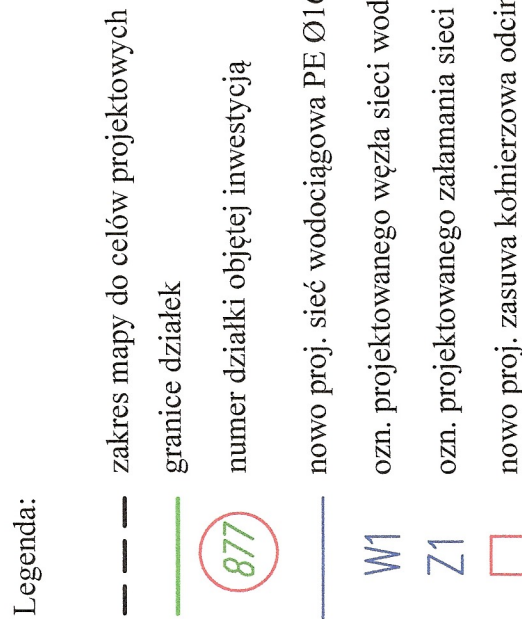 Legenda:
zakres mapy do celów projektowych
granice działek
877 numer działki objętej inwestycją
nowo proj. sieć wodociągowa PE
W1 ozn. projektowanego węzła sieci
Z1 ozn. projektowanego załamania sieci
nowo proj. zasuwa kołnierzowa